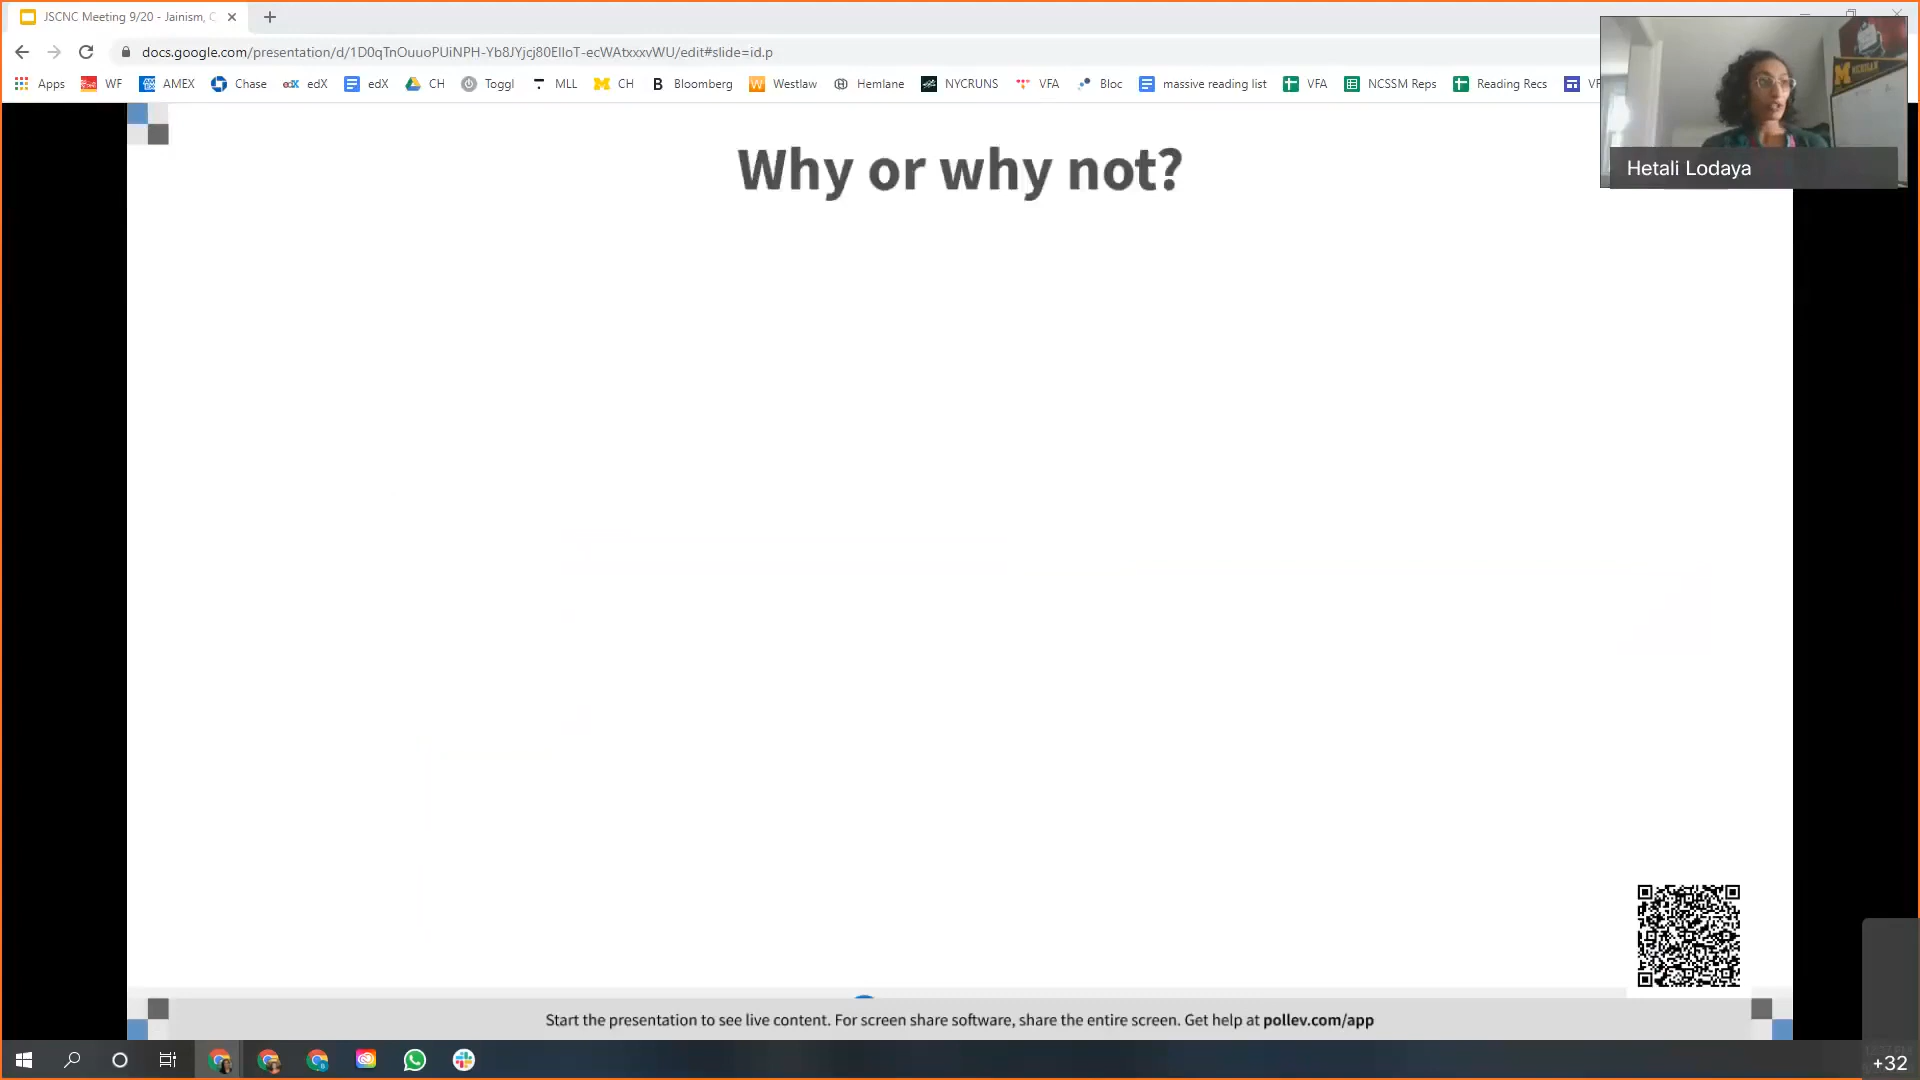 JSCNC Meeting 9/20 - Jainism, C
docs.google.com/presentation/d/1D0qTnOuuoPUiNPH-Yb8JYjcj80EIIoT-ecWAtxxxvWU/edit#slide=id.p
Apps WF AMEX Chase edX edX CH Toggl MLL CH Bloomberg Westlaw Hemlane NYCRUNS VFA Bloc massive reading list VFA NCSSM Reps Reading Recs VF
Why or why not?
Hetali Lodaya
Start the presentation to see live content. For screen share software, share the entire screen. Get help at pollev.com/app
+32